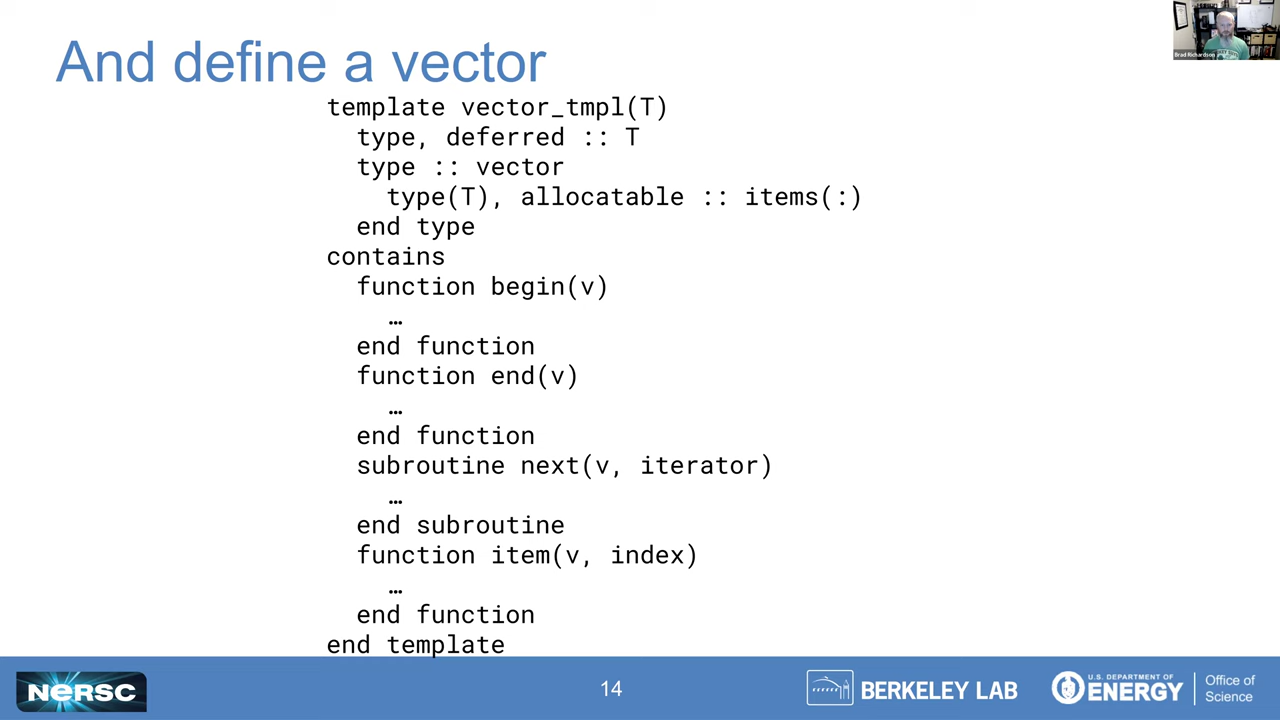 And define a vector
Brad Richardson
template vector_tmpl(T)
type, deferred :: T
type :: vector
type(T), allocatable :: items(:)
end type
contains
function begin(v)
…
end function
function end(v)
…
end function
subroutine next(v, iterator)
…
end subroutine
function item(v, index)
…
end function
end template
NERSC
14
BERKELEY LAB
U.S. DEPARTMENT OF
ENERGY
Office of
Science